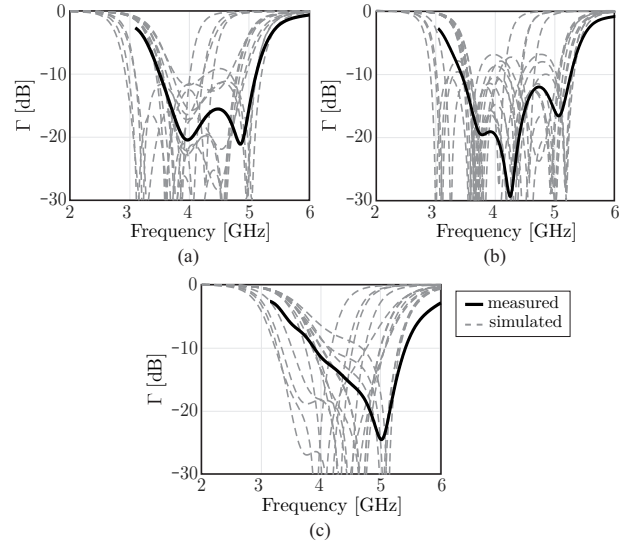 0
−10
−20
−30
Γ [dB]
2 3 4 5 6
Frequency [GHz]
(a)
0
−10
−20
−30
Γ [dB]
2 3 4 5 6
Frequency [GHz]
(b)
0
−10
−20
−30
Γ [dB]
2 3 4 5 6
Frequency [GHz]
(c)
measured
simulated